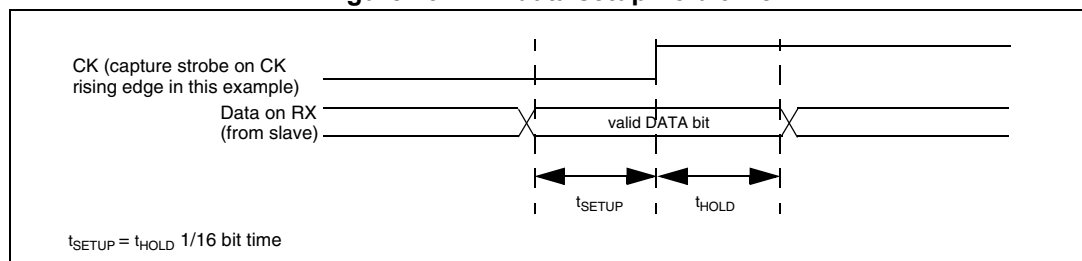 CK (capture strobe on CK
rising edge in this example)
Data on RX
(from slave)
valid DATA bit
tSETUP
tHOLD
tSETUP = tHOLD 1/16 bit time